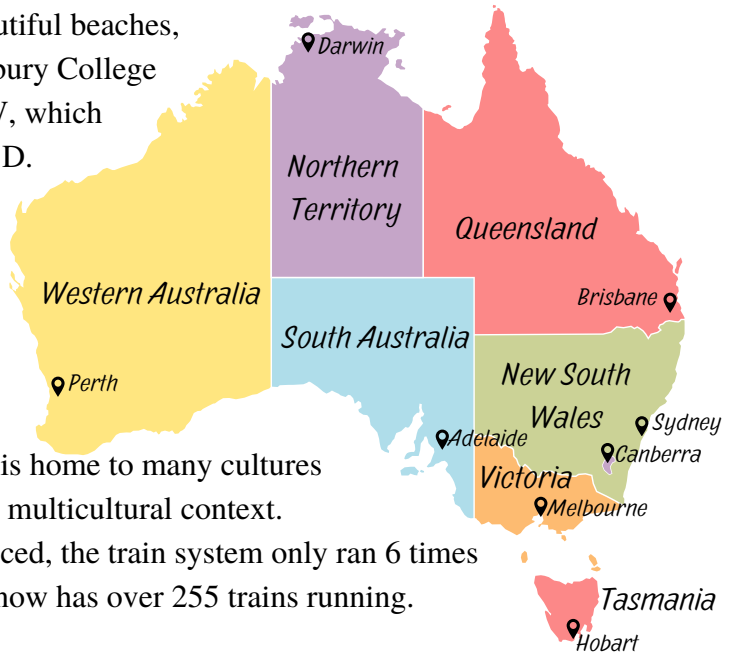 utiful beaches,
bury College
, which
D.
Darwin
Northern
Territory
Queensland
Western Australia
Brisbane
South Australia
New South
Wales
Perth
Sydney
Adelaide
Canberra
Victoria
is home to many cultures
multicultural context.
Melbourne
ced, the train system only ran 6 times
now has over 255 trains running.
Tasmania
Hobart